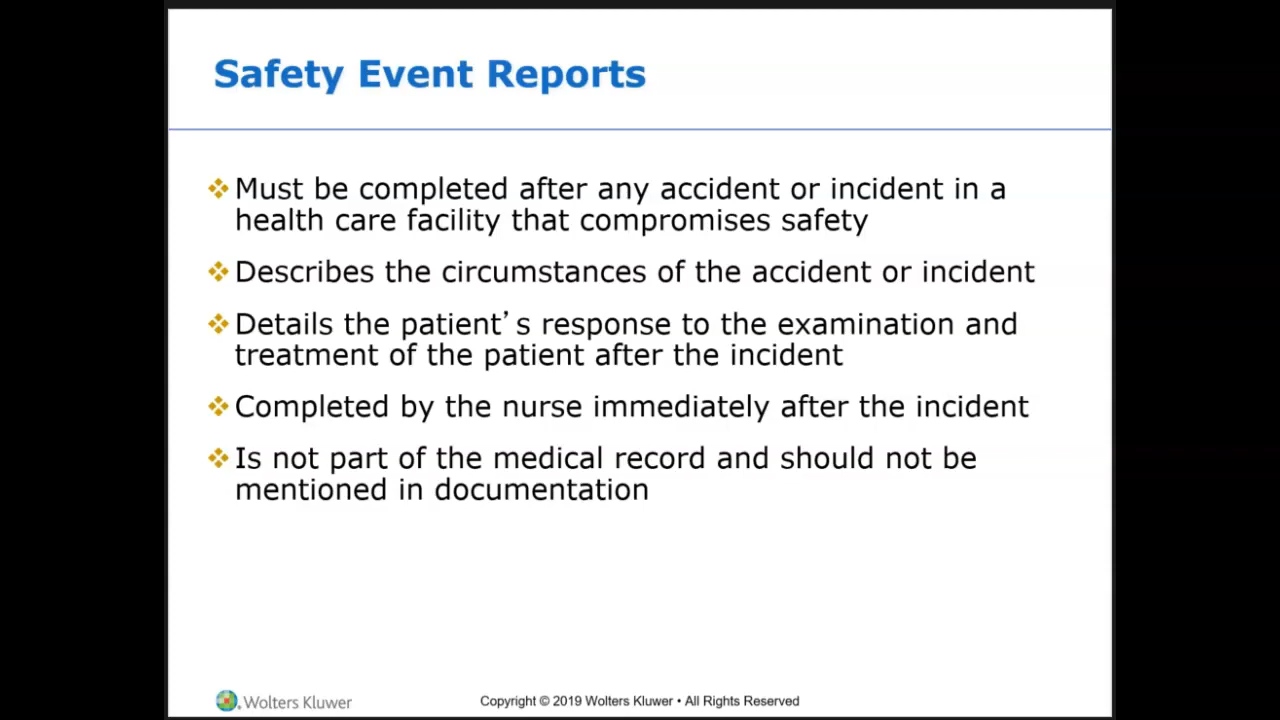 Safety Event Reports
❖ Must be completed after any accident or incident in a
health care facility that compromises safety
❖ Describes the circumstances of the accident or incident
❖ Details the patient’s response to the examination and
treatment of the patient after the incident
❖ Completed by the nurse immediately after the incident
❖ Is not part of the medical record and should not be
mentioned in documentation
Wolters Kluwer
Copyright © 2019 Wolters Kluwer • All Rights Reserved